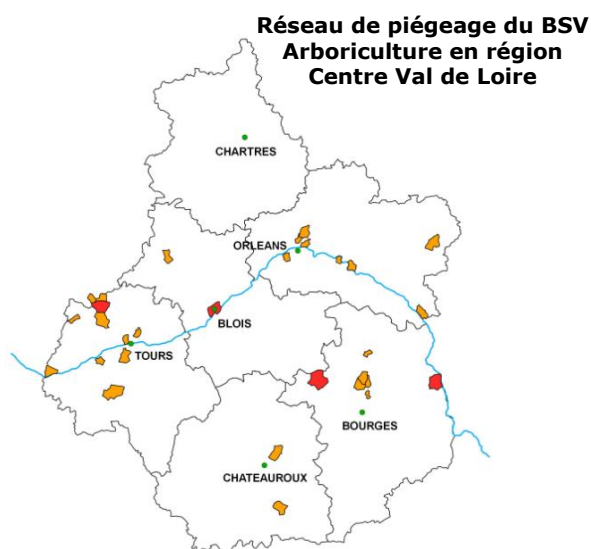 Réseau de piégeage du BSV
Arboriculture en région
Centre Val de Loire
CHARTRES
ORLEANS
BLOIS
TOURS
BOURGES
CHATEAUROUX